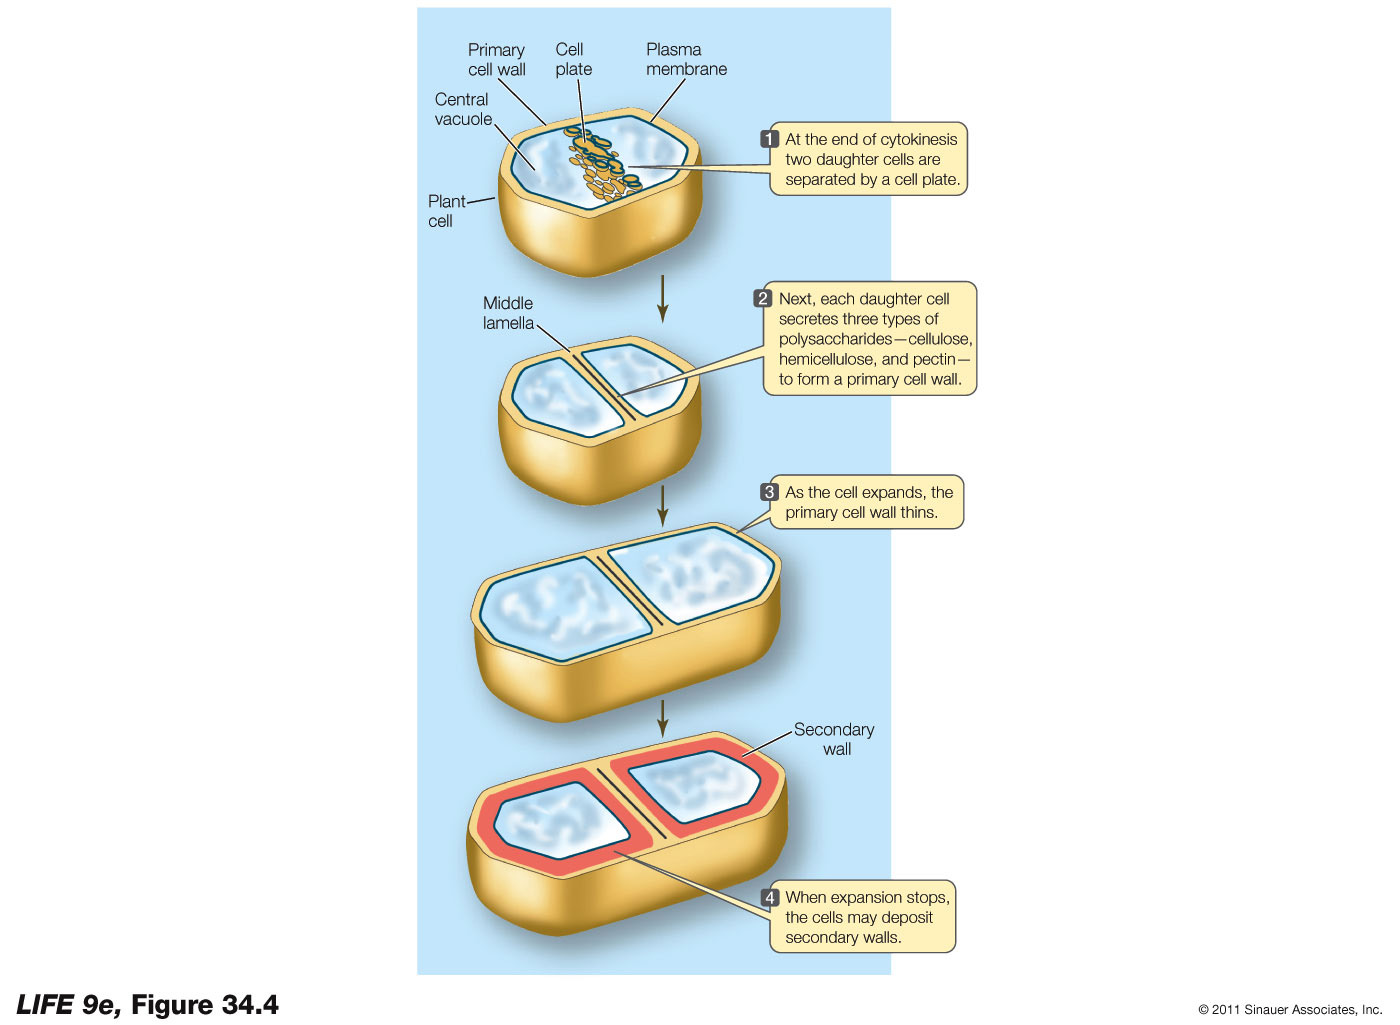 Primary
cell wall
Cell
plate
Plasma
membrane
Central
vacuole
Plant
cell
1 At the end of cytokinesis
two daughter cells are
separated by a cell plate.
Middle
lamella
2 Next, each daughter cell
secretes three types of
polysaccharides—cellulose,
hemicellulose, and pectin—
to form a primary cell wall.
3 As the cell expands, the
primary cell wall thins.
Secondary
wall
4 When expansion stops,
the cells may deposit
secondary walls.
LIFE 9e, Figure 34.4
© 2011 Sinauer Associates, Inc.